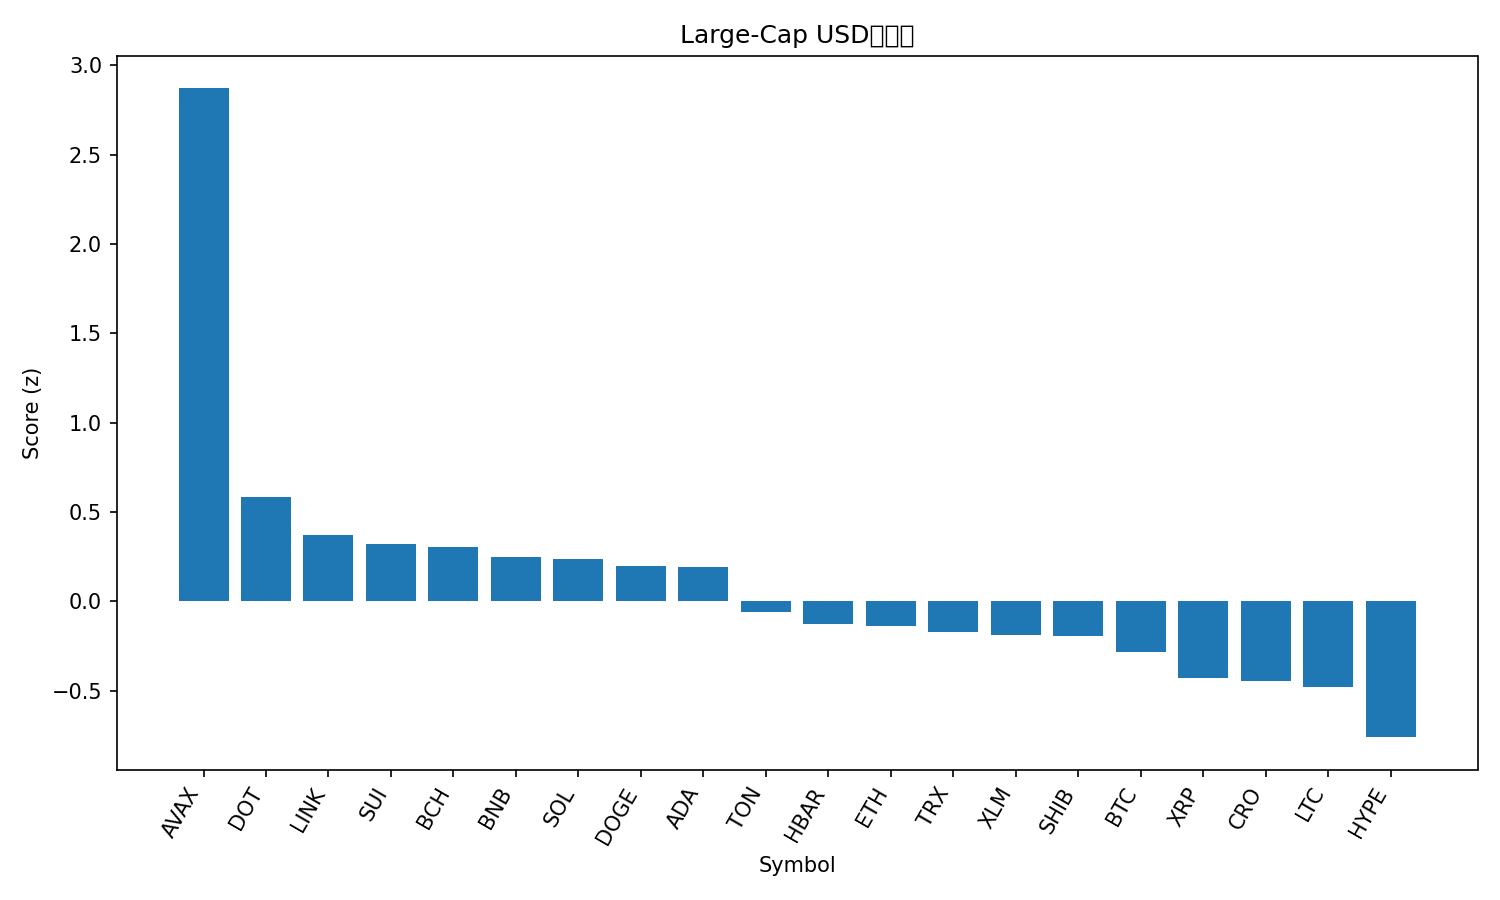 Large-Cap USD
3.0
2.5
2.0
1.5
1.0
0.5
0.0
−0.5
Score (z)
AVAX
DOT
LINK
SUI
BCH
BNB
SOL
DOGE
ADA
TON
HBAR
ETH
TRX
XLM
SHIB
BTC
XRP
CRO
LTC
HYPE
Symbol